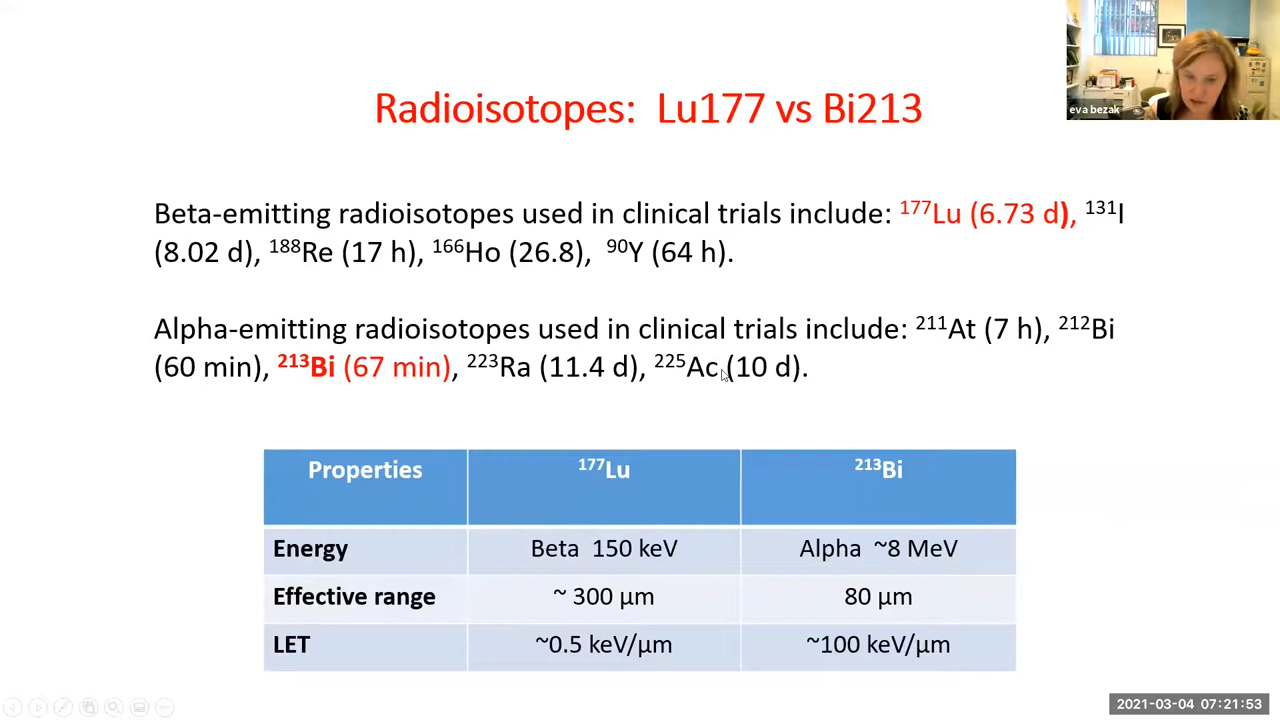 eva bezak
Radioisotopes: Lu177 vs Bi213
Beta-emitting radioisotopes used in clinical trials include: ¹⁷⁷Lu (6.73 d), ¹³¹I
(8.02 d), ¹⁸⁸Re (17 h), ¹⁶⁶Ho (26.8), ⁹⁰Y (64 h).
Alpha-emitting radioisotopes used in clinical trials include: ²¹¹At (7 h), ²¹²Bi
(60 min), ²¹³Bi (67 min), ²²³Ra (11.4 d), ²²⁵Ac (10 d).
Properties ¹⁷⁷Lu ²¹³Bi
Energy Beta 150 keV Alpha ~8 MeV
Effective range ~ 300 μm 80 μm
LET ~0.5 keV/μm ~100 keV/μm
2021-03-04 07:21:53